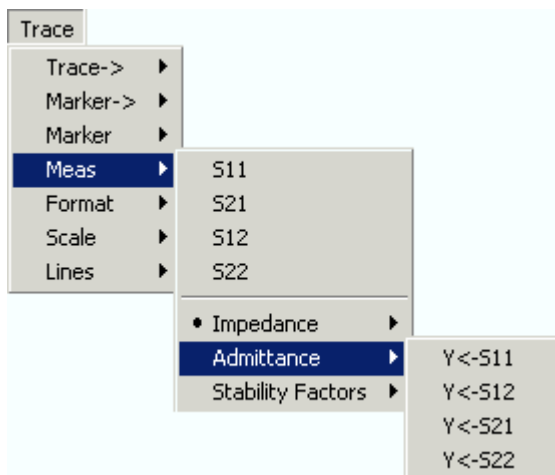 Trace
Trace->
Marker->
Marker
Meas
Format
Scale
Lines
S11
S21
S12
S22
• Impedance
Admittance
Stability Factors
Y<-S11
Y<-S12
Y<-S21
Y<-S22